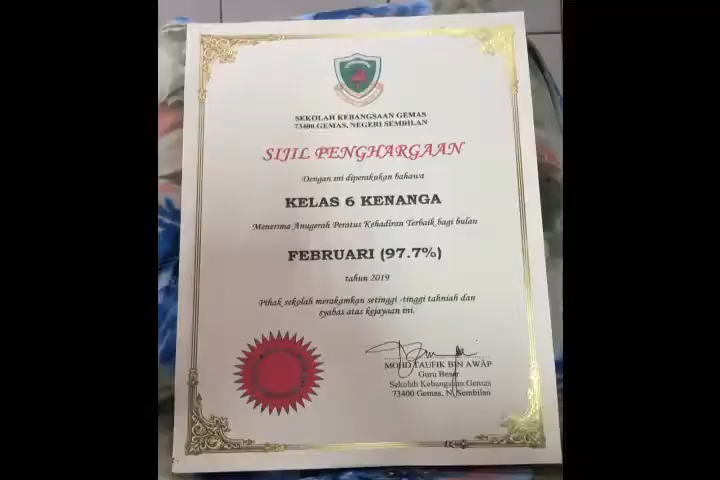 SEKOLAH KEBANGSAAN GEMAS
73400 GEMAS, NEGERI SEMBILAN
SIJIL PENGHARGAAN
Dengan ini diperakukan bahawa
KELAS 6 KENANGA
Menerima Anugerah Peratus Kehadiran Terbaik bagi bulan
FEBRUARI (97.7%)
tahun 2019
Pihak sekolah merakamkan setinggi -tinggi tahniah dan
syabas atas kejayaan ini.
MOHD TAUFIK BIN AWAP
Guru Besar
Sekolah Kebangsaan Gemas
73400 Gemas, N. Sembilan